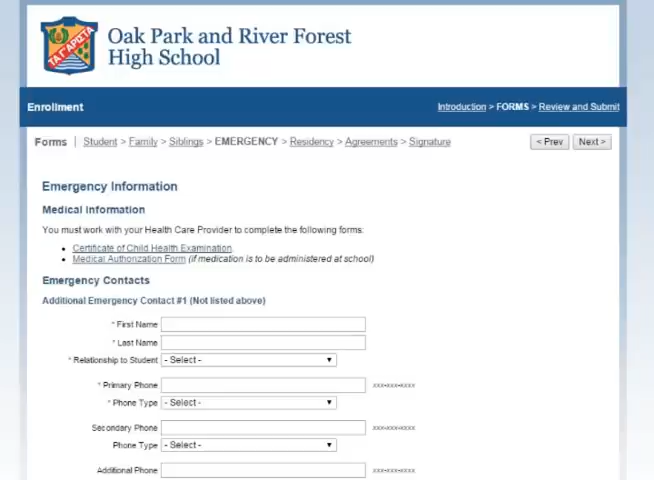 ΤΑ ΓΑΡΙΣΤΑ
Oak Park and River Forest
High School
Enrollment
Introduction > FORMS > Review and Submit
Forms | Student > Family > Siblings > EMERGENCY > Residency > Agreements > Signature
< Prev
Next >
Emergency Information
Medical Information
You must work with your Health Care Provider to complete the following forms:
• Certificate of Child Health Examination.
• Medical Authorization Form (if medication is to be administered at school)
Emergency Contacts
Additional Emergency Contact #1 (Not listed above)
* First Name
* Last Name
* Relationship to Student - Select -
* Primary Phone xxx-xxx-xxxx
* Phone Type - Select -
Secondary Phone xxx-xxx-xxxx
Phone Type - Select -
Additional Phone xxx-xxx-xxxx